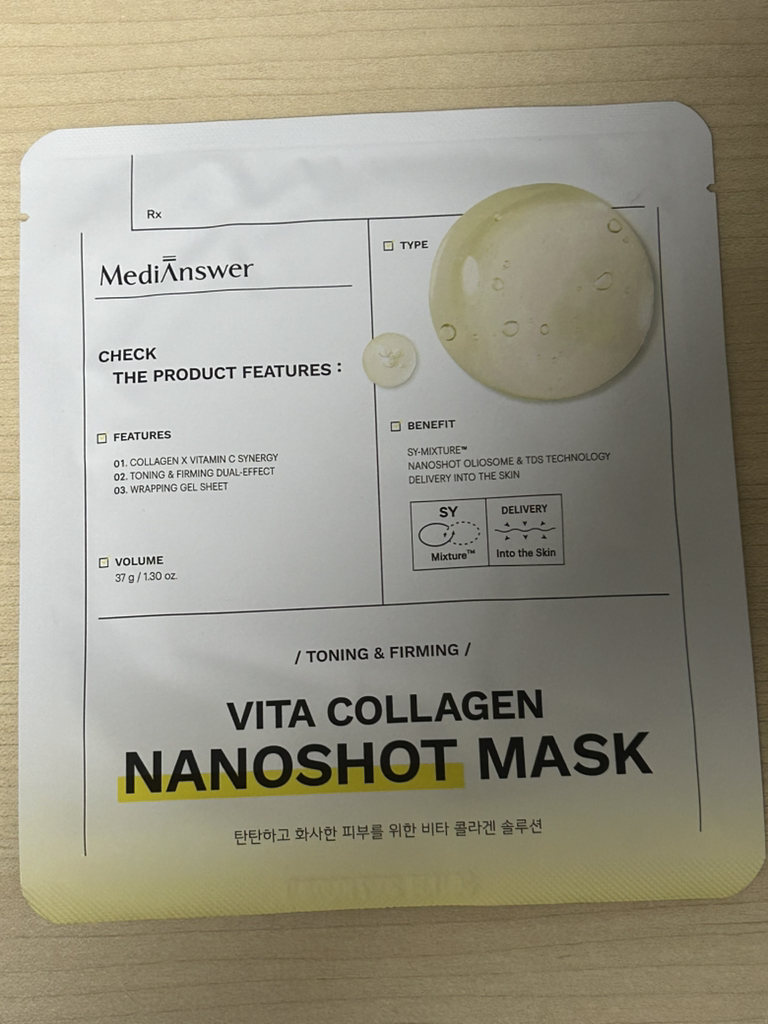 Rx
MediAnswer
CHECK
THE PRODUCT FEATURES :
FEATURES
01. COLLAGEN X VITAMIN C SYNERGY
02. TONING & FIRMING DUAL-EFFECT
03. WRAPPING GEL SHEET
VOLUME
37 g / 1.30 oz.
TYPE
BENEFIT
SY-MIXTURE™
NANOSHOT OLIOSOME & TDS TECHNOLOGY
DELIVERY INTO THE SKIN
SY
Mixture™
DELIVERY
Into the Skin
/ TONING & FIRMING /
VITA COLLAGEN
NANOSHOT MASK
탄탄하고 화사한 피부를 위한 비타 콜라겐 솔루션